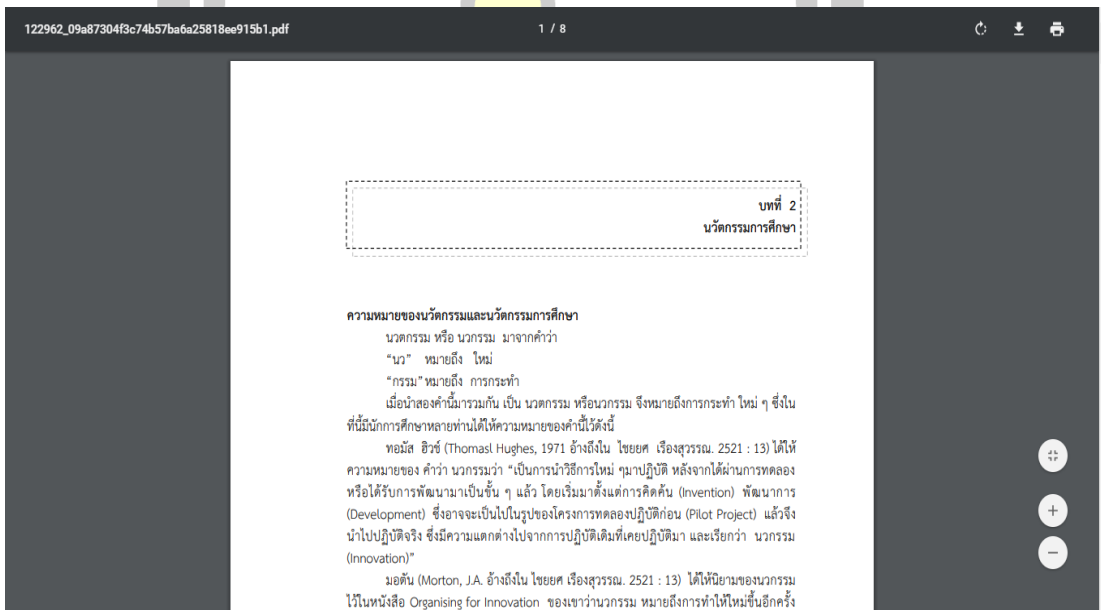 122962_09a87304f3c74b57ba6a25818ee915b1.pdf
1 / 8
บทที่ 2
นวัตกรรมการศึกษา
ความหมายของนวัตกรรมและนวัตกรรมการศึกษา
นวตกรรม หรือ นวกรรม มาจากคำว่า
“นว” หมายถึง ใหม่
“กรรม” หมายถึง การกระทำ
เมื่อนำสองคำนี้มารวมกัน เป็น นวตกรรม หรือนวกรรม จึงหมายถึงการกระทำ ใหม่ ๆ ซึ่งใน
ที่นี้มีนักการศึกษาหลายท่านได้ให้ความหมายของคำนี้ไว้ดังนี้
ทอมัส ฮิวช์ (Thomasl Hughes, 1971 อ้างถึงใน ไชยยศ เรืองสุวรรณ. 2521 : 13) ได้ให้
ความหมายของ คำว่า นวกรรมว่า “เป็นการนำวิธีการใหม่ ๆมาปฏิบัติ หลังจากได้ผ่านการทดลอง
หรือได้รับการพัฒนามาเป็นขั้น ๆ แล้ว โดยเริ่มมาตั้งแต่การคิดค้น (Invention) พัฒนาการ
(Development) ซึ่งอาจจะเป็นไปในรูปของโครงการทดลองปฏิบัติก่อน (Pilot Project) แล้วจึง
นำไปปฏิบัติจริง ซึ่งมีความแตกต่างไปจากการปฏิบัติเดิมที่เคยปฏิบัติมา และเรียกว่า นวกรรม
(Innovation)”
มอตัน (Morton, J.A. อ้างถึงใน ไชยยศ เรืองสุวรรณ. 2521 : 13) ได้ให้นิยามของนวกรรม
ไว้ในหนังสือ Organising for Innovation ของเขาว่านวกรรม หมายถึงการทำให้ใหม่ขึ้นอีกครั้ง